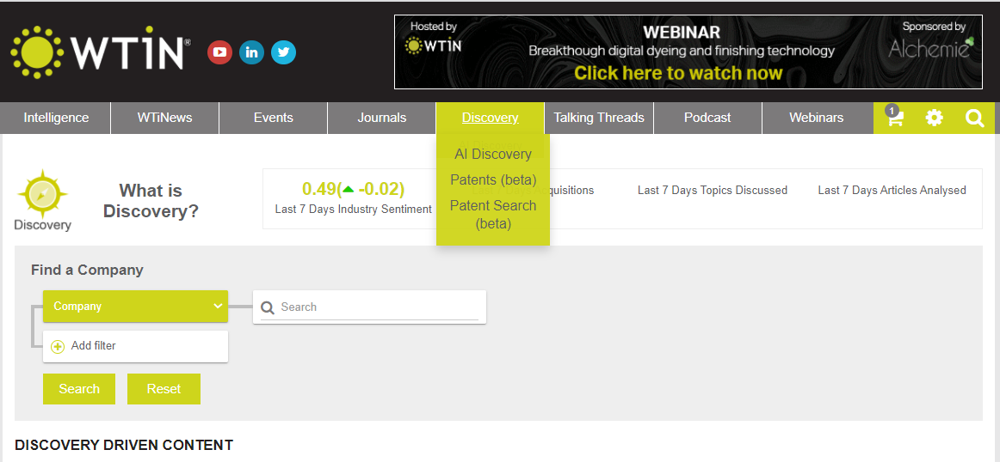 WTiN®
Hosted by
WTiN
WEBINAR
Breakthough digital dyeing and finishing technology
Click here to watch now
Sponsored by
Alchemie
Intelligence
WTiNews
Events
Journals
Discovery
Talking Threads
Podcast
Webinars
1
AI Discovery
Patents (beta)
Patent Search
(beta)
Discovery
What is
Discovery?
0.49( -0.02)
Last 7 Days Industry Sentiment
Last 7 Days Topics Discussed
Last 7 Days Articles Analysed
Find a Company
Company
Search
Add filter
Search
Reset
DISCOVERY DRIVEN CONTENT